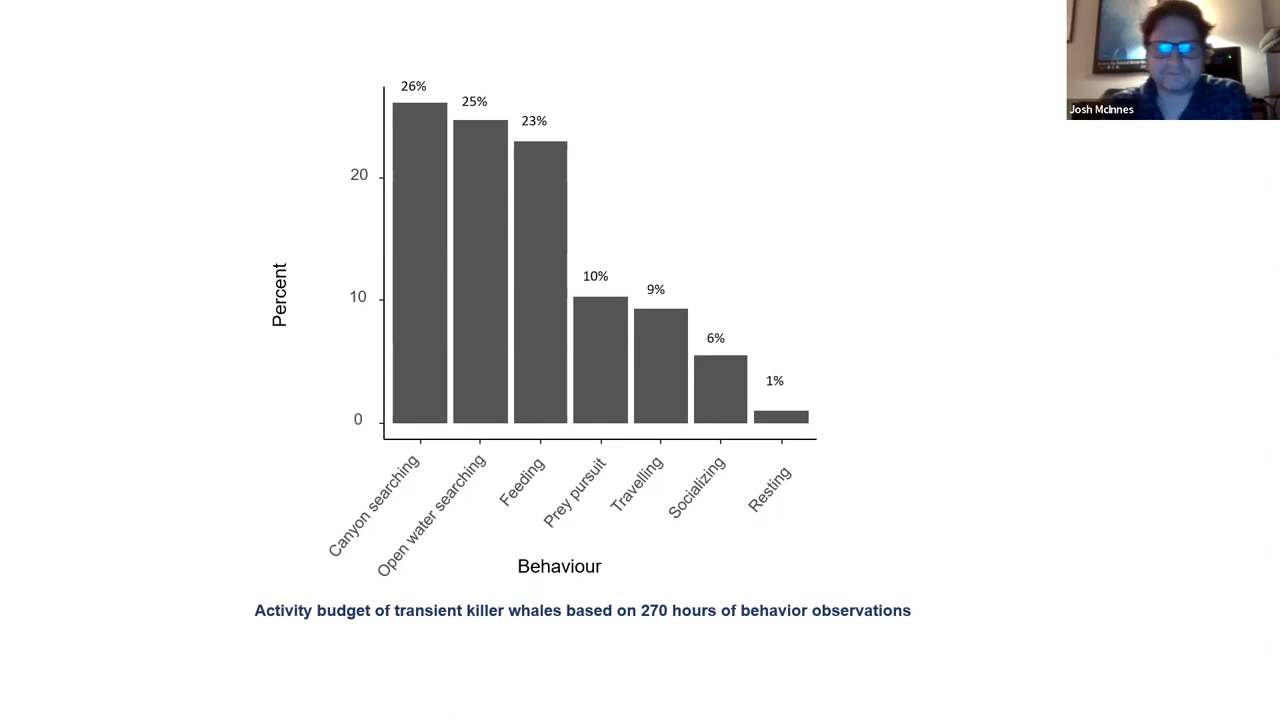 Josh McInnes
26%
25%
23%
10%
9%
6%
1%
20
10
0
Percent
Canyon searching
Open water searching
Feeding
Prey pursuit
Travelling
Socializing
Resting
Behaviour
Activity budget of transient killer whales based on 270 hours of behavior observations